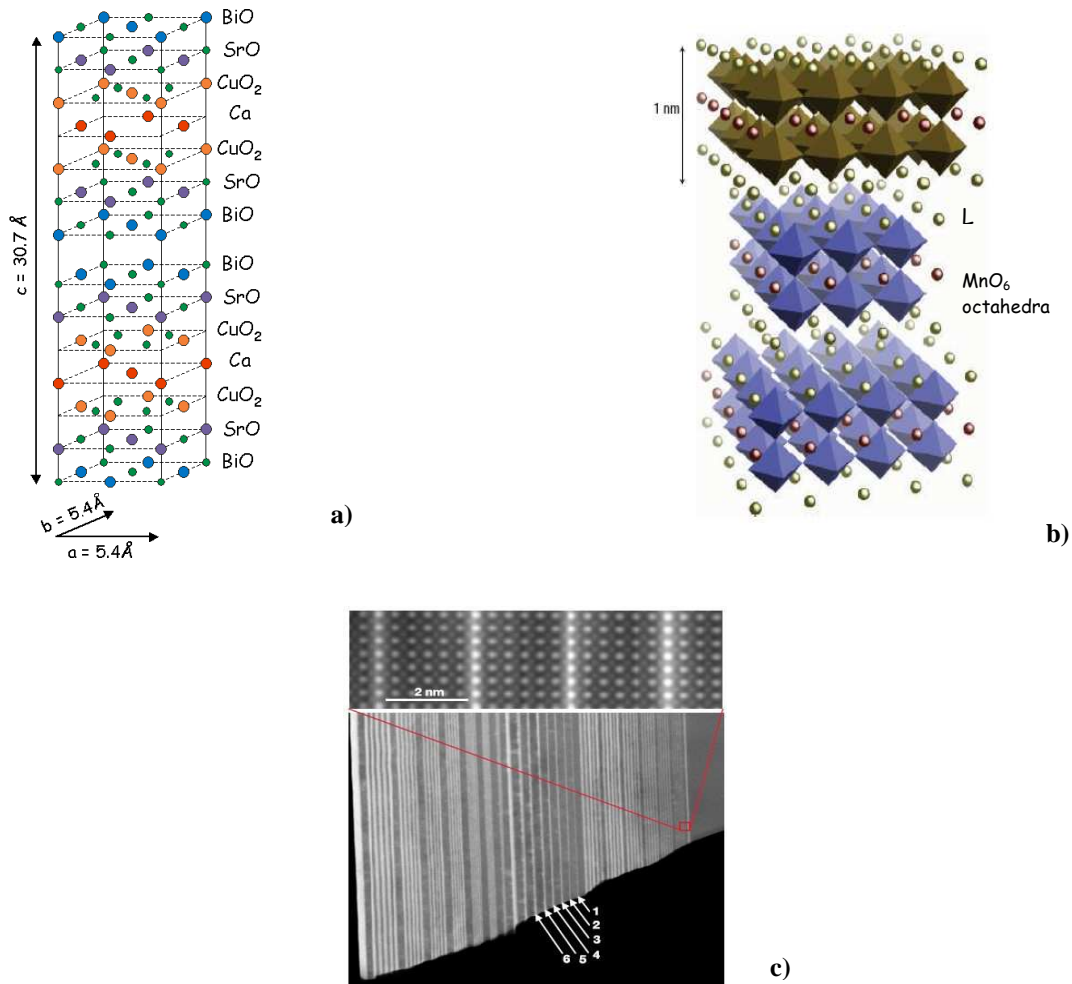 BiO
SrO
CuO₂
Ca
CuO₂
SrO
BiO
BiO
SrO
CuO₂
Ca
CuO₂
SrO
BiO
c = 30.7 Å
b = 5.4Å
a = 5.4Å
a)
1 nm
L
MnO₆
octahedra
b)
2 nm
1
2
3
6 5 4
c)